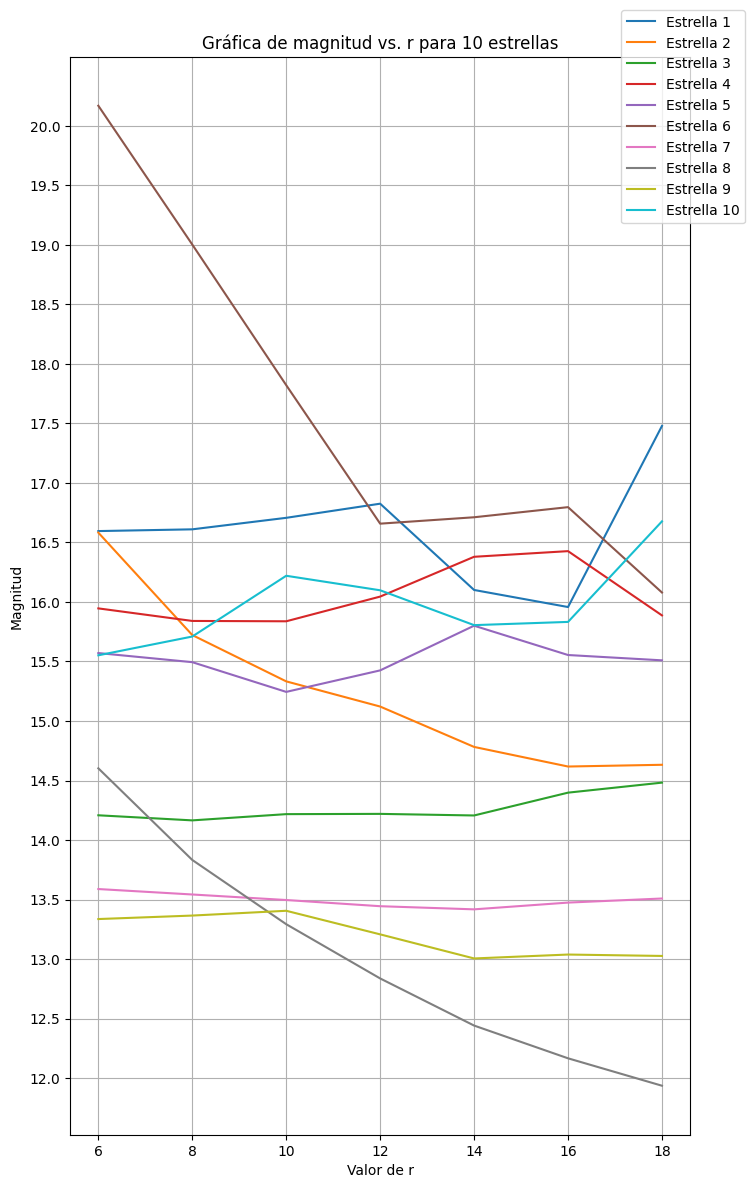 Gráfica de magnitud vs. r para 10 estrellas
Estrella 1
Estrella 2
Estrella 3
Estrella 4
Estrella 5
Estrella 6
Estrella 7
Estrella 8
Estrella 9
Estrella 10
Magnitud
20.0
19.5
19.0
18.5
18.0
17.5
17.0
16.5
16.0
15.5
15.0
14.5
14.0
13.5
13.0
12.5
12.0
6 8 10 12 14 16 18
Valor de r